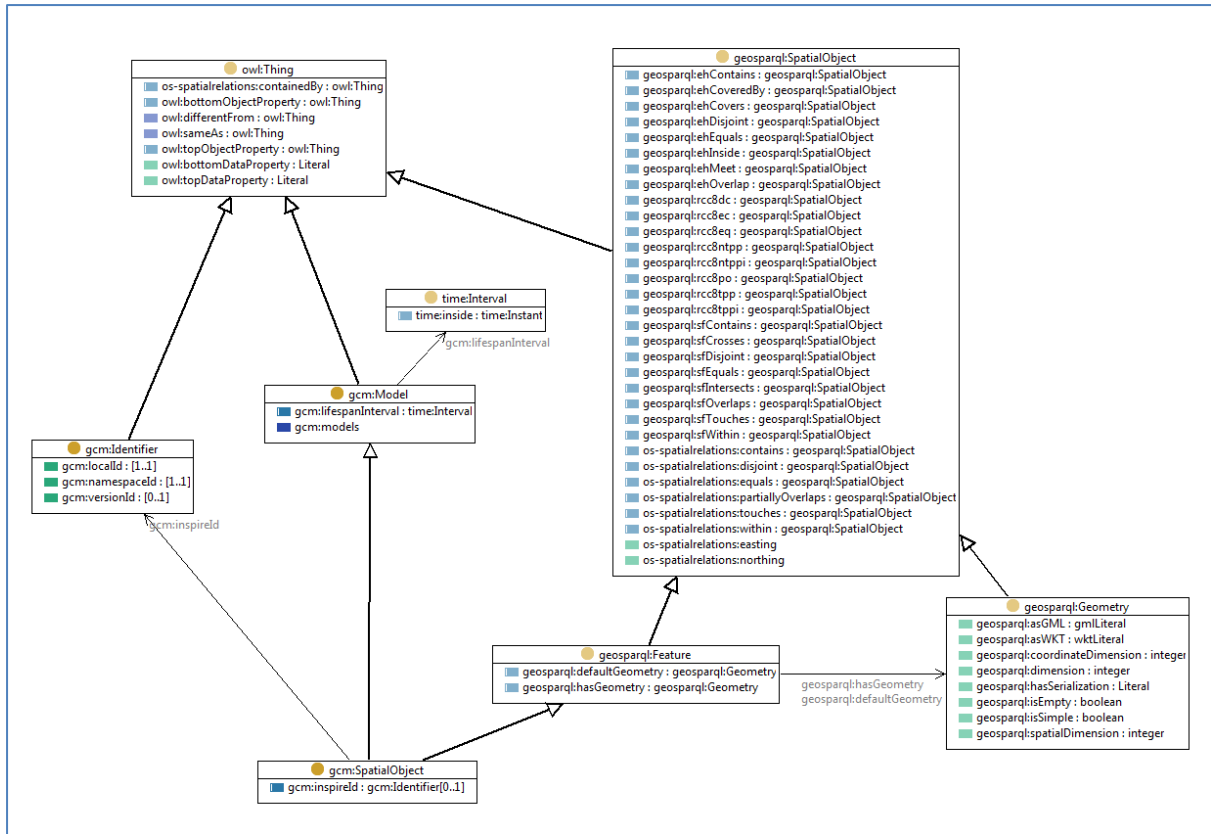 owl:Thing
os-spatialrelations:containedBy : owl:Thing
owl:bottomObjectProperty : owl:Thing
owl:differentFrom : owl:Thing
owl:sameAs : owl:Thing
owl:topObjectProperty : owl:Thing
owl:bottomDataProperty : Literal
owl:topDataProperty : Literal
geosparql:SpatialObject
geosparql:ehContains : geosparql:SpatialObject
geosparql:ehCoveredBy : geosparql:SpatialObject
geosparql:ehCovers : geosparql:SpatialObject
geosparql:ehDisjoint : geosparql:SpatialObject
geosparql:ehEquals : geosparql:SpatialObject
geosparql:ehInside : geosparql:SpatialObject
geosparql:ehMeet : geosparql:SpatialObject
geosparql:ehOverlap : geosparql:SpatialObject
geosparql:rcc8dc : geosparql:SpatialObject
geosparql:rcc8ec : geosparql:SpatialObject
geosparql:rcc8eq : geosparql:SpatialObject
geosparql:rcc8ntpp : geosparql:SpatialObject
geosparql:rcc8ntppi : geosparql:SpatialObject
geosparql:rcc8po : geosparql:SpatialObject
geosparql:rcc8tpp : geosparql:SpatialObject
geosparql:rcc8tppi : geosparql:SpatialObject
geosparql:sfContains : geosparql:SpatialObject
geosparql:sfCrosses : geosparql:SpatialObject
geosparql:sfDisjoint : geosparql:SpatialObject
geosparql:sfEquals : geosparql:SpatialObject
geosparql:sfIntersects : geosparql:SpatialObject
geosparql:sfOverlaps : geosparql:SpatialObject
geosparql:sfTouches : geosparql:SpatialObject
geosparql:sfWithin : geosparql:SpatialObject
os-spatialrelations:contains : geosparql:SpatialObject
os-spatialrelations:disjoint : geosparql:SpatialObject
os-spatialrelations:equals : geosparql:SpatialObject
os-spatialrelations:partiallyOverlaps : geosparql:SpatialObject
os-spatialrelations:touches : geosparql:SpatialObject
os-spatialrelations:within : geosparql:SpatialObject
os-spatialrelations:easting
os-spatialrelations:northing
time:Interval
time:inside : time:Instant
gcm:lifespanInterval
gcm:Model
gcm:lifespanInterval : time:Interval
gcm:models
gcm:Identifier
gcm:localId : [1..1]
gcm:namespaceId : [1..1]
gcm:versionId : [0..1]
gcm:inspireId
geosparql:Geometry
geosparql:asGML : gmlLiteral
geosparql:asWKT : wktLiteral
geosparql:coordinateDimension : integer
geosparql:dimension : integer
geosparql:hasSerialization : Literal
geosparql:isEmpty : boolean
geosparql:isSimple : boolean
geosparql:spatialDimension : integer
geosparql:Feature
geosparql:defaultGeometry : geosparql:Geometry
geosparql:hasGeometry : geosparql:Geometry
geosparql:hasGeometry
geosparql:defaultGeometry
gcm:SpatialObject
gcm:inspireId : gcm:Identifier[0..1]